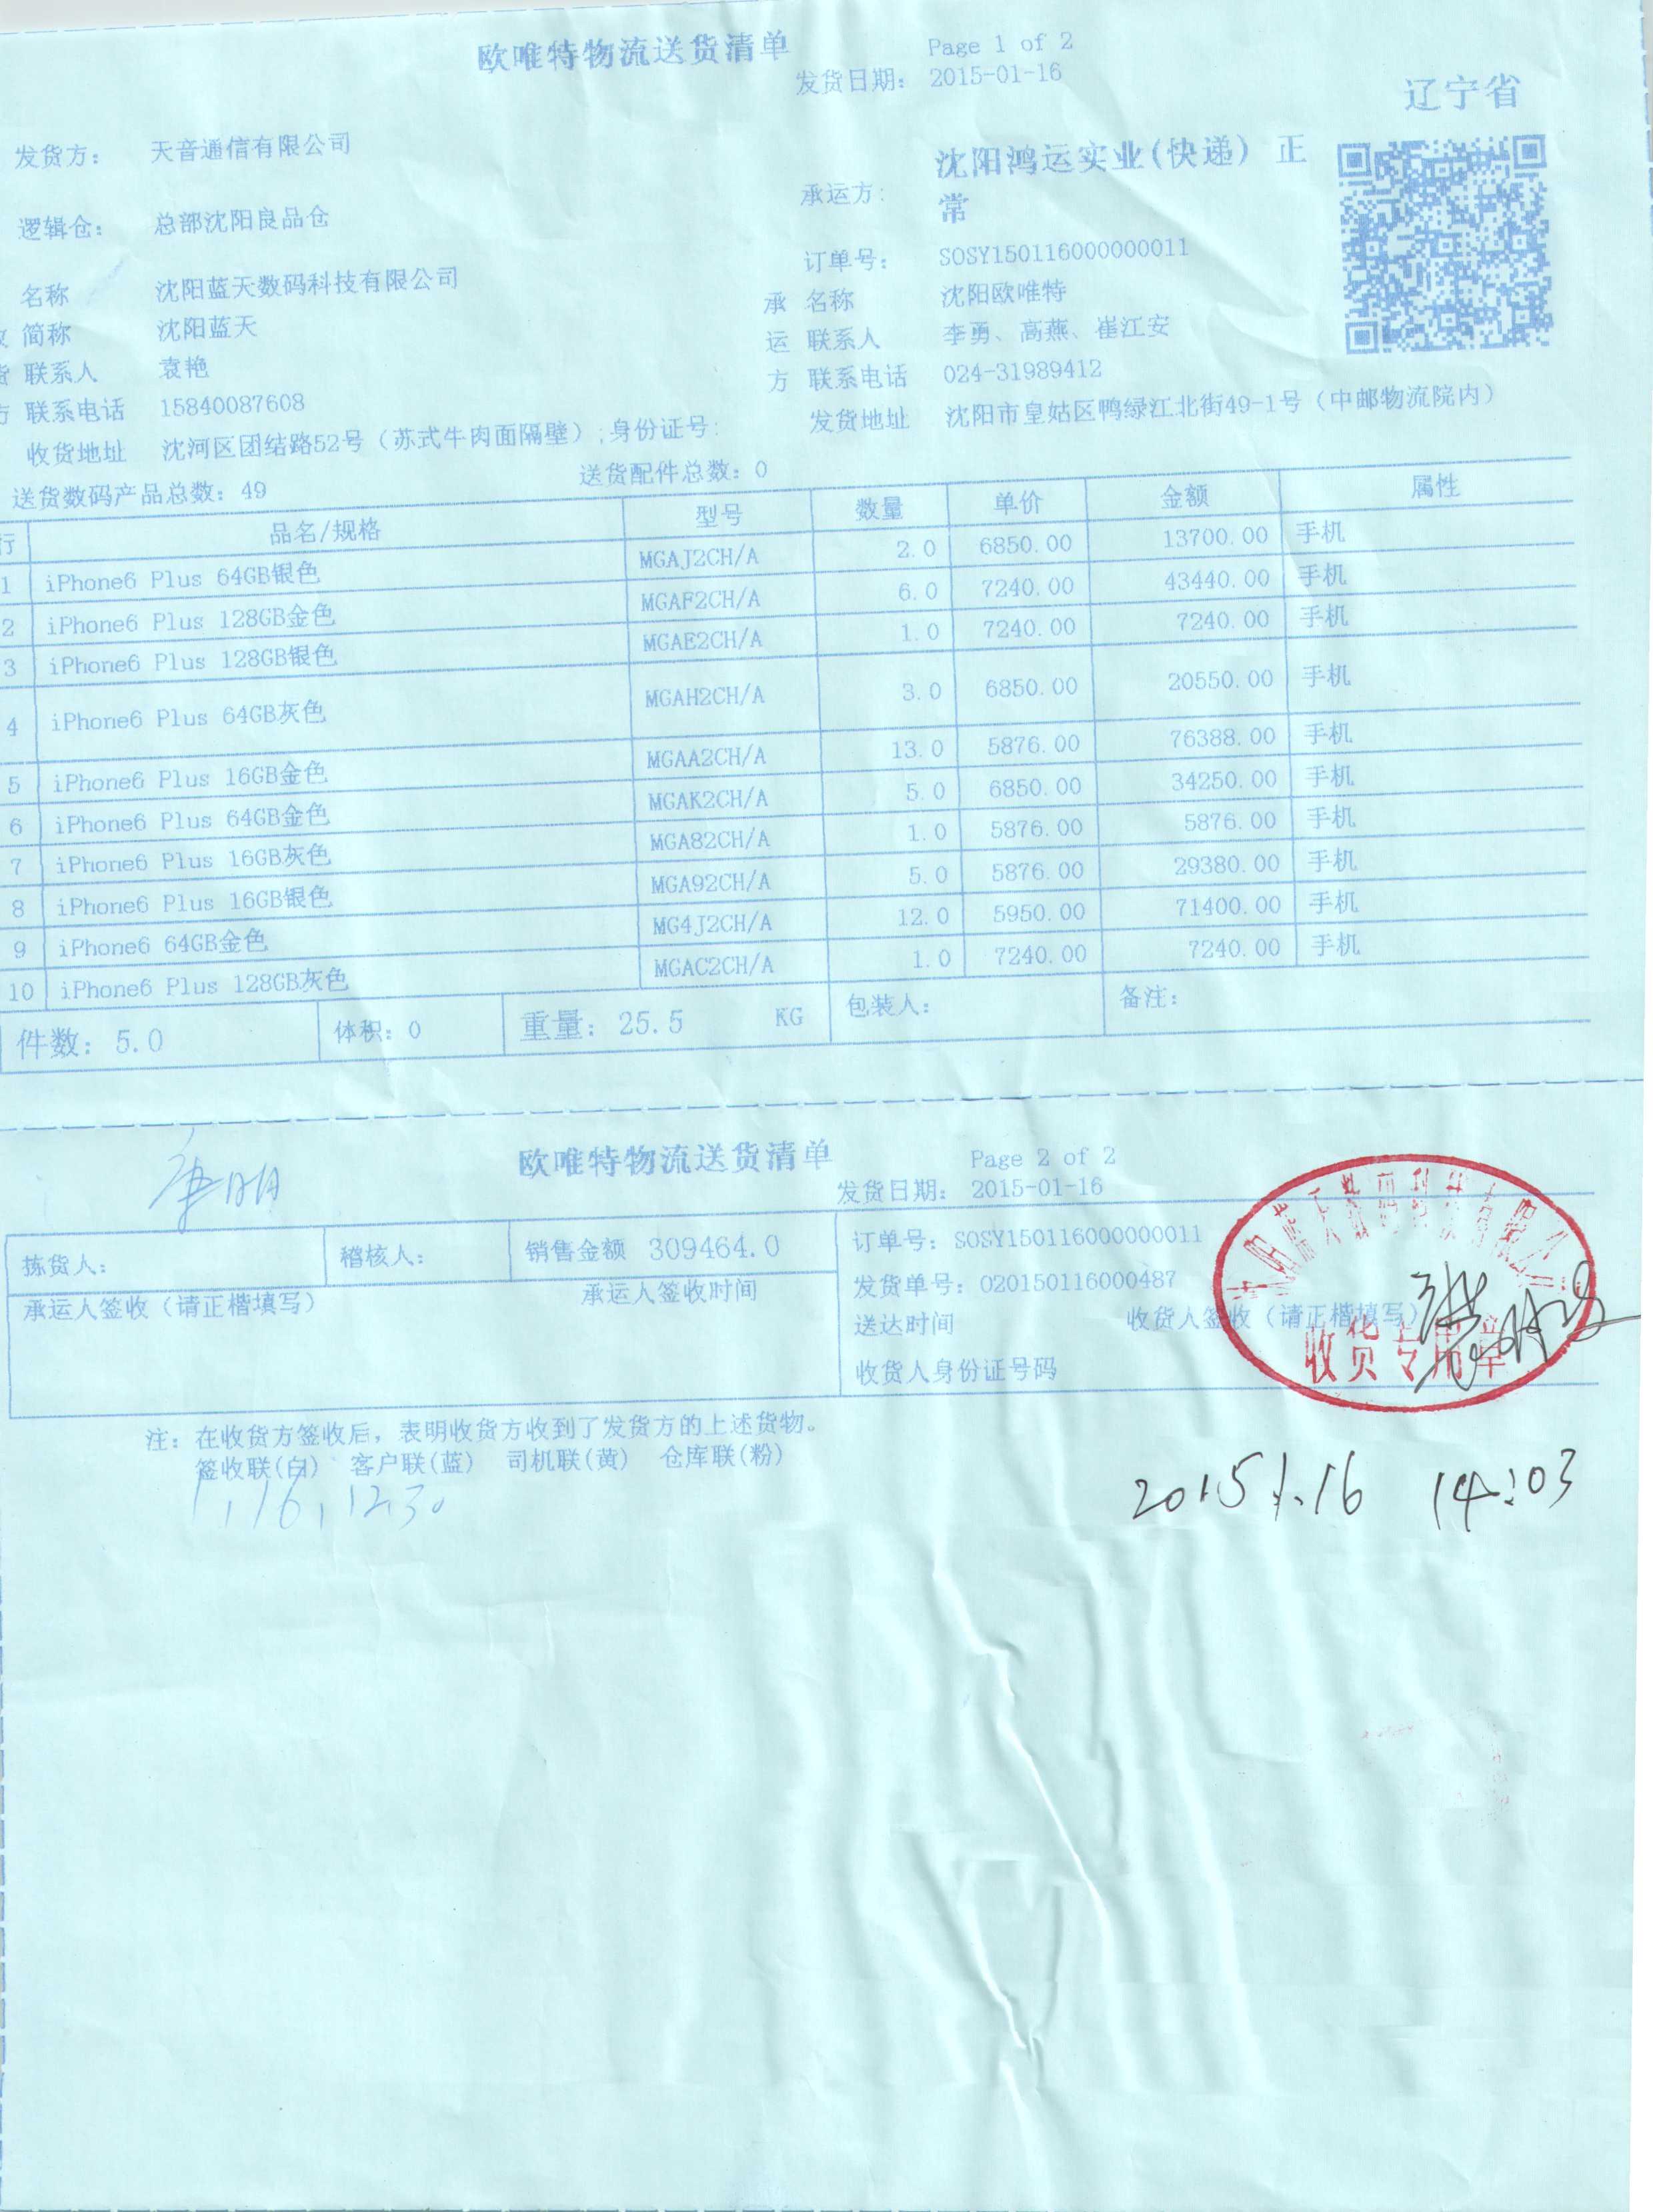 欧唯特物流送货清单
Page 1 of 2
发货日期： 2015-01-16
辽宁省
发货方： 天音通信有限公司
承运方： 沈阳鸿运实业(快递) 正
常
逻辑仓： 总部沈阳良品仓
订单号： SOSY150116000000011
名称 沈阳蓝天数码科技有限公司
承 名称 沈阳欧唯特
简称 沈阳蓝天
运 联系人 李勇、高燕、崔江安
联系人 袁艳
方 联系电话 024-31989412
方 联系电话 15840087608
发货地址 沈阳市皇姑区鸭绿江北街49-1号（中邮物流院内）
收货地址 沈河区团结路52号（苏式牛肉面隔壁）;身份证号：
送货数码产品总数：49 送货配件总数：0
行 品名/规格 型号 数量 单价 金额 属性
1 iPhone6 Plus 64GB银色 MGAJ2CH/A 2.0 6850.00 13700.00 手机
2 iPhone6 Plus 128GB金色 MGAF2CH/A 6.0 7240.00 43440.00 手机
3 iPhone6 Plus 128GB银色 MGAE2CH/A 1.0 7240.00 7240.00 手机
4 iPhone6 Plus 64GB灰色 MGAH2CH/A 3.0 6850.00 20550.00 手机
5 iPhone6 Plus 16GB金色 MGAA2CH/A 13.0 5876.00 76388.00 手机
6 iPhone6 Plus 64GB金色 MGAK2CH/A 5.0 6850.00 34250.00 手机
7 iPhone6 Plus 16GB灰色 MGA82CH/A 1.0 5876.00 5876.00 手机
8 iPhone6 Plus 16GB银色 MGA92CH/A 5.0 5876.00 29380.00 手机
9 iPhone6 64GB金色 MG4J2CH/A 12.0 5950.00 71400.00 手机
10 iPhone6 Plus 128GB灰色 MGAC2CH/A 1.0 7240.00 7240.00 手机
件数：5.0 体积：0 重量：25.5 KG 包装人： 备注：
欧唯特物流送货清单
Page 2 of 2
发货日期： 2015-01-16
拣货人： 稽核人： 销售金额 309464.0
订单号：SOSY150116000000011
发货单号：020150116000487
承运人签收（请正楷填写） 承运人签收时间
送达时间 收货人签收（请正楷填写）
收货人身份证号码
收货专用章
注：在收货方签收后，表明收货方收到了发货方的上述货物。
签收联(白) 客户联(蓝) 司机联(黄) 仓库联(粉)
1.16,1230
2015.1.16 14:03